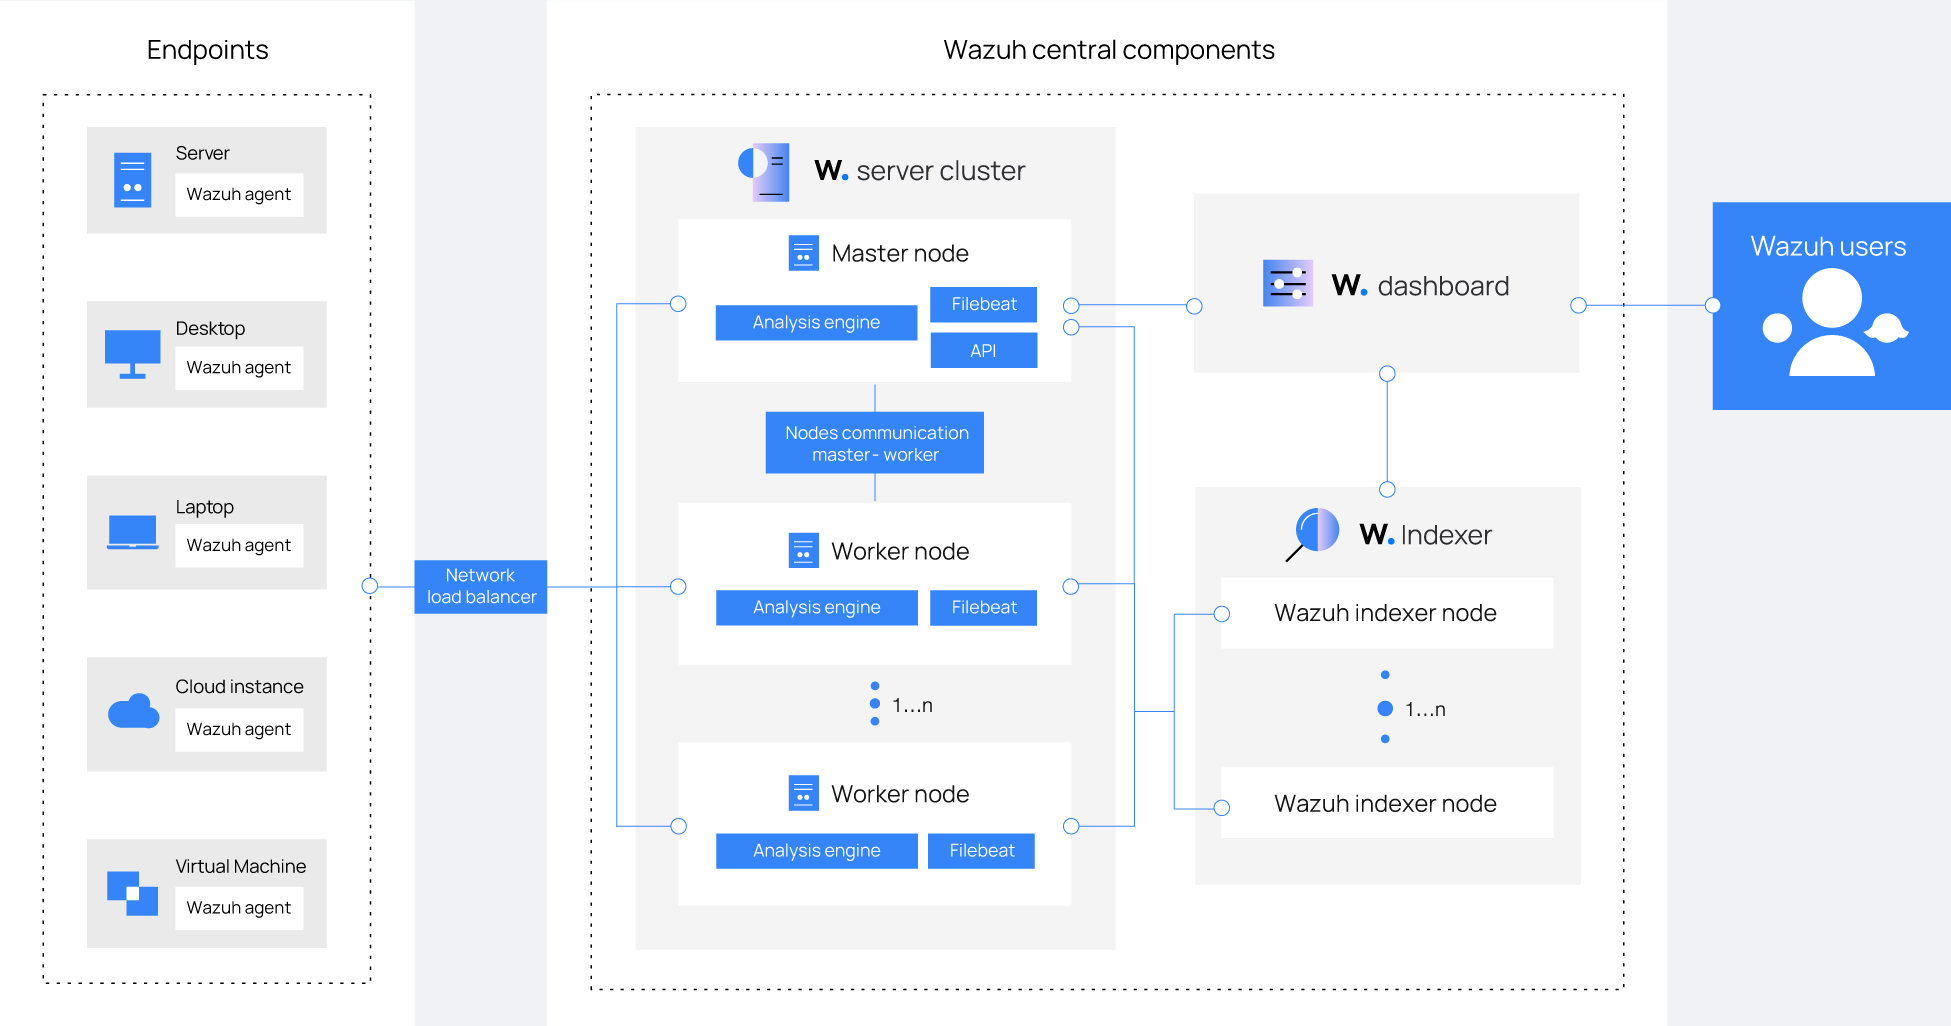 Endpoints
Server
Wazuh agent
Desktop
Wazuh agent
Laptop
Wazuh agent
Cloud instance
Wazuh agent
Virtual Machine
Wazuh agent
Network
load balancer
Wazuh central components
W. server cluster
Master node
Analysis engine
Filebeat
API
Nodes communication
master- worker
Worker node
Analysis engine
Filebeat
1...n
Worker node
Analysis engine
Filebeat
W. dashboard
W. Indexer
Wazuh indexer node
1...n
Wazuh indexer node
Wazuh users